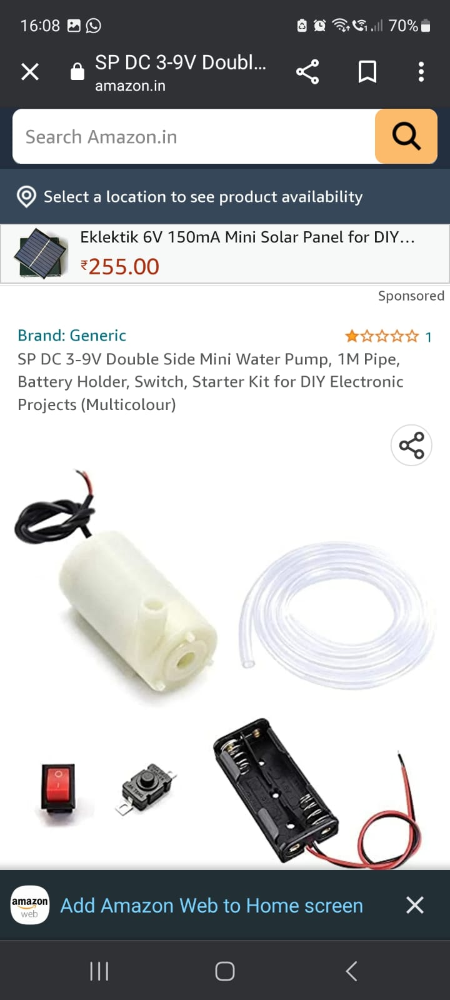 16:08
70%
SP DC 3-9V Doubl...
amazon.in
Search Amazon.in
Select a location to see product availability
Eklektik 6V 150mA Mini Solar Panel for DIY...
₹255.00
Sponsored
Brand: Generic
1
SP DC 3-9V Double Side Mini Water Pump, 1M Pipe,
Battery Holder, Switch, Starter Kit for DIY Electronic
Projects (Multicolour)
amazon
web
Add Amazon Web to Home screen